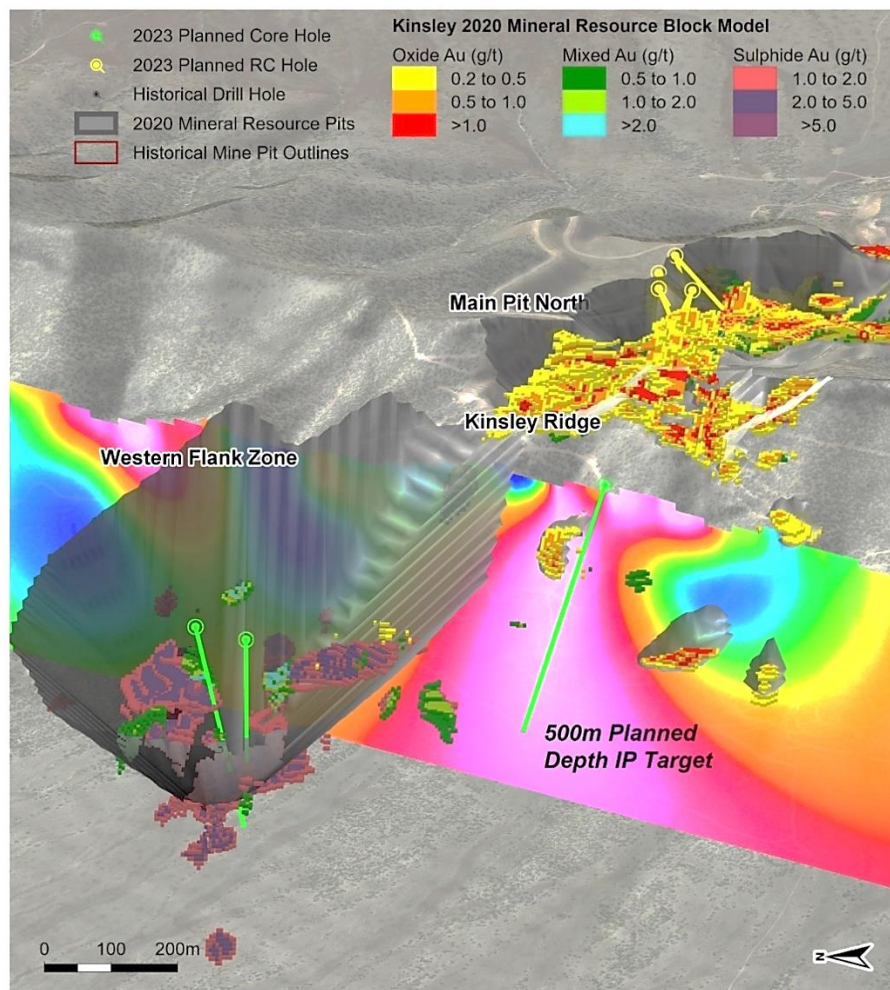 2023 Planned Core Hole
2023 Planned RC Hole
Historical Drill Hole
2020 Mineral Resource Pits
Historical Mine Pit Outlines
Kinsley 2020 Mineral Resource Block Model
Oxide Au (g/t)
0.2 to 0.5
0.5 to 1.0
>1.0
Mixed Au (g/t)
0.5 to 1.0
1.0 to 2.0
>2.0
Sulphide Au (g/t)
1.0 to 2.0
2.0 to 5.0
>5.0
Main Pit North
Kinsley Ridge
Western Flank Zone
500m Planned
Depth IP Target
0 100 200m
N